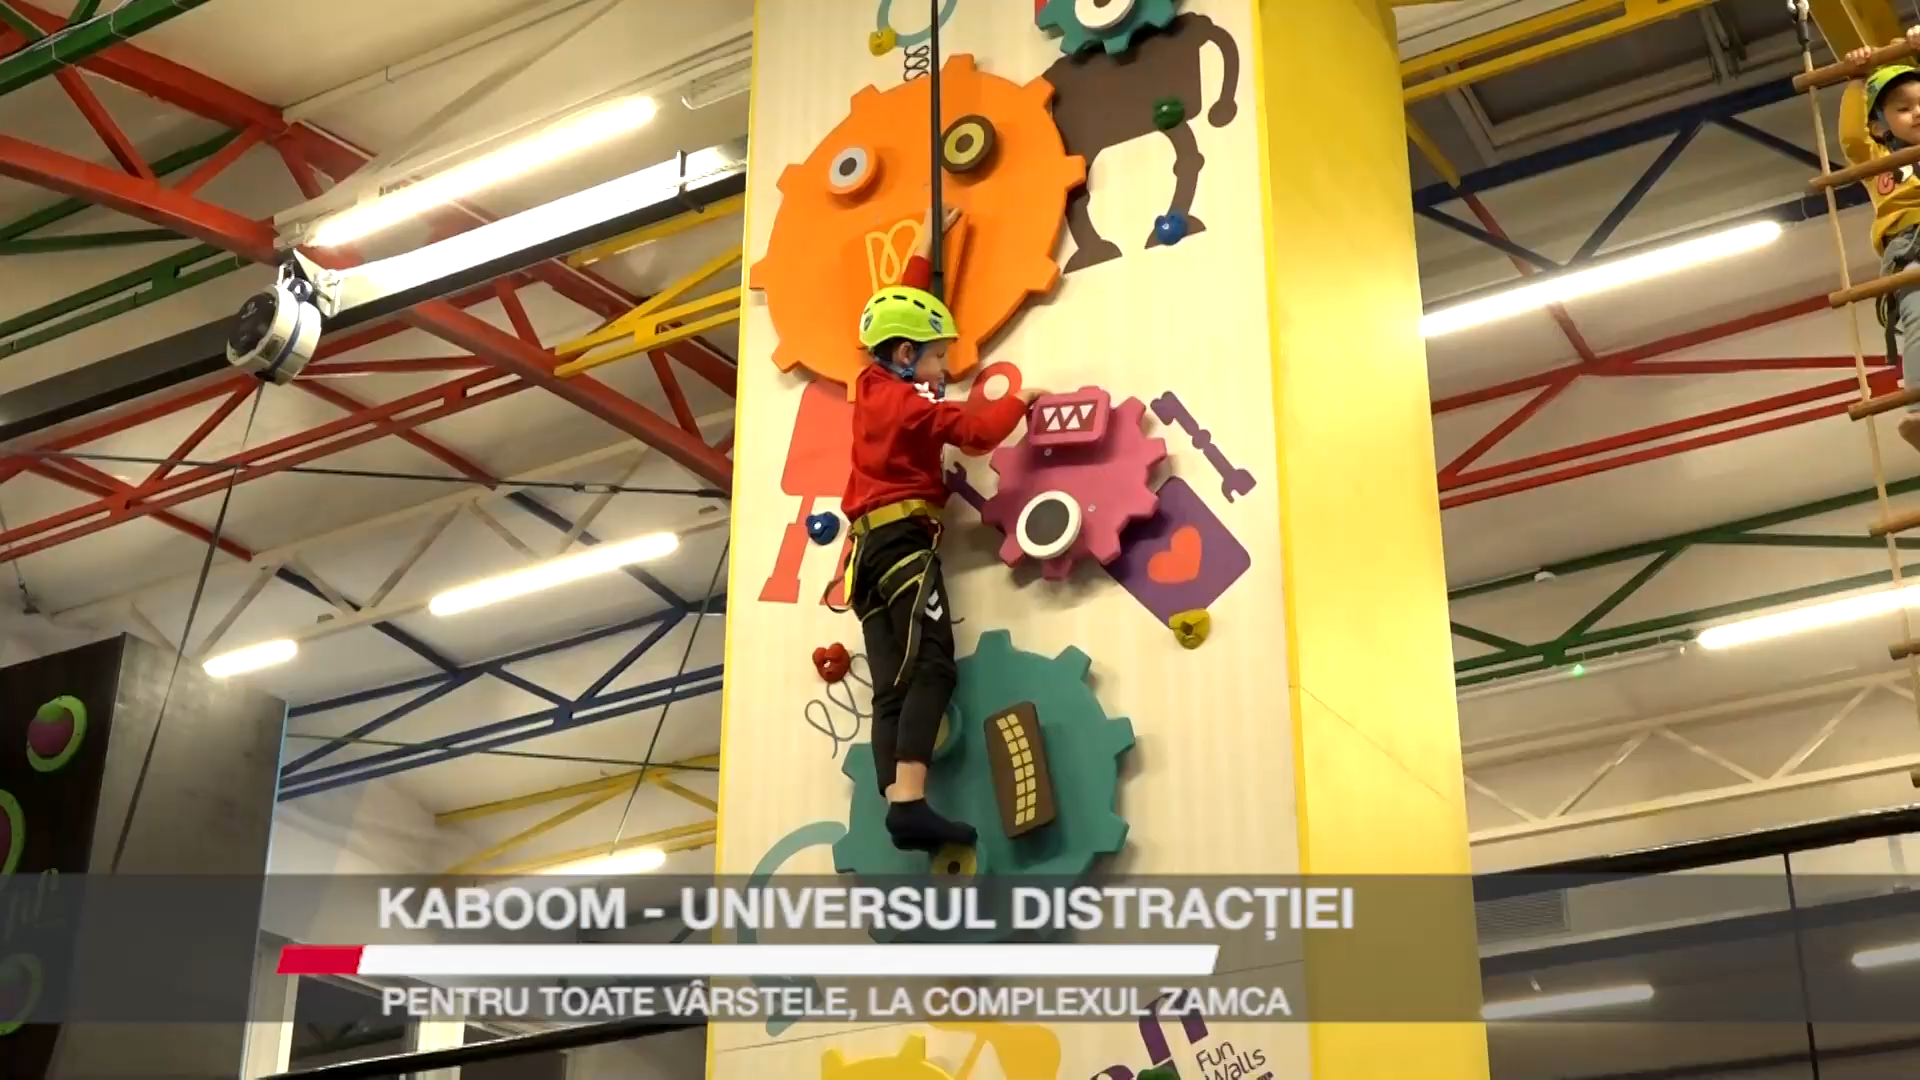 KABOOM - UNIVERSUL DISTRACȚIEI
PENTRU TOATE VÂRSTELE, LA COMPLEXUL ZAMCA
Fun
Walls